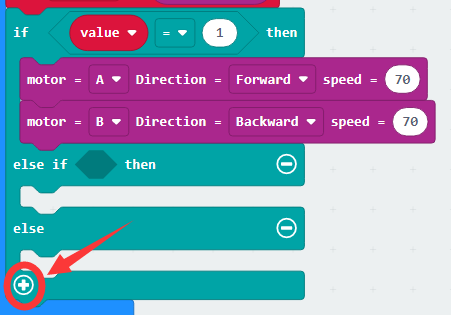 if value = 1 then
motor = A Direction = Forward speed = 70
motor = B Direction = Backward speed = 70
else if then
else